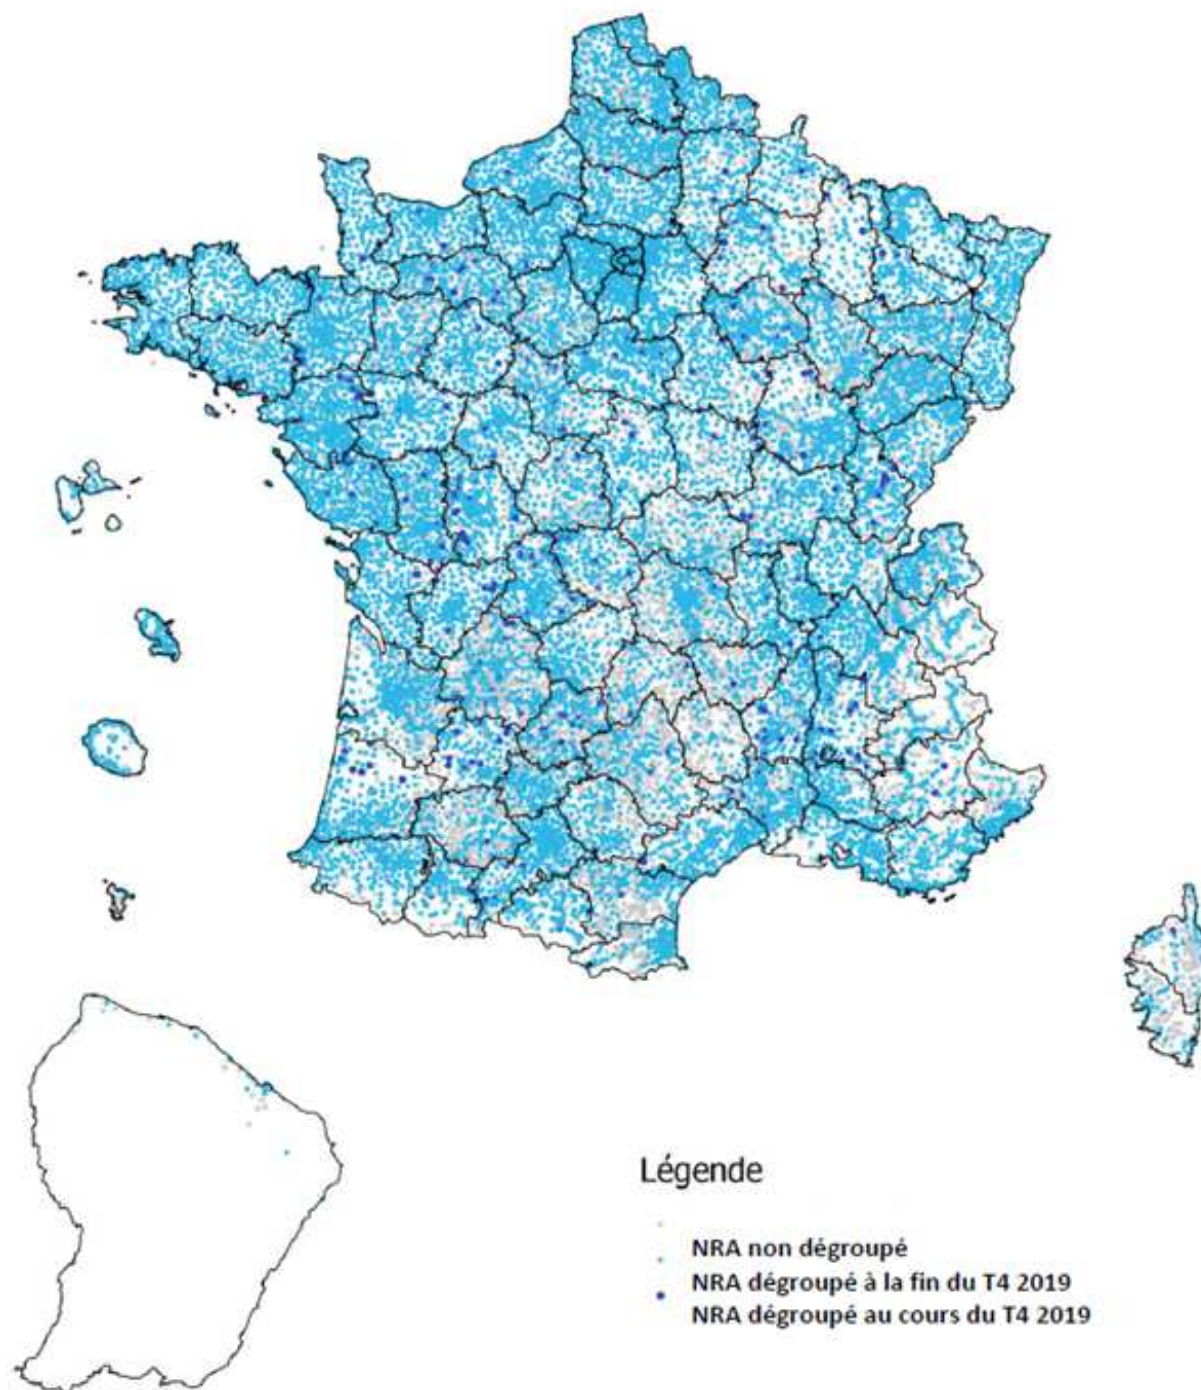 Légende
NRA non dégroupé
NRA dégroupé à la fin du T4 2019
NRA dégroupé au cours du T4 2019